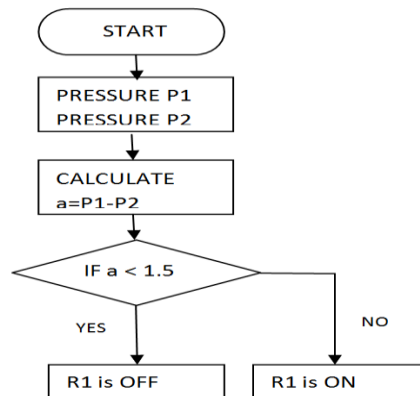 START
PRESSURE P1
PRESSURE P2
CALCULATE
a=P1-P2
IF a < 1.5
YES
NO
R1 is OFF
R1 is ON